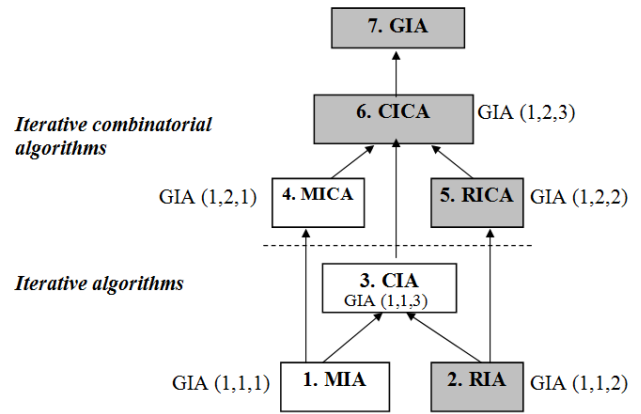 7. GIA
6. CICA
GIA (1,2,3)
Iterative combinatorial
algorithms
GIA (1,2,1)
4. MICA
5. RICA
GIA (1,2,2)
Iterative algorithms
3. CIA
GIA (1,1,3)
GIA (1,1,1)
1. MIA
2. RIA
GIA (1,1,2)